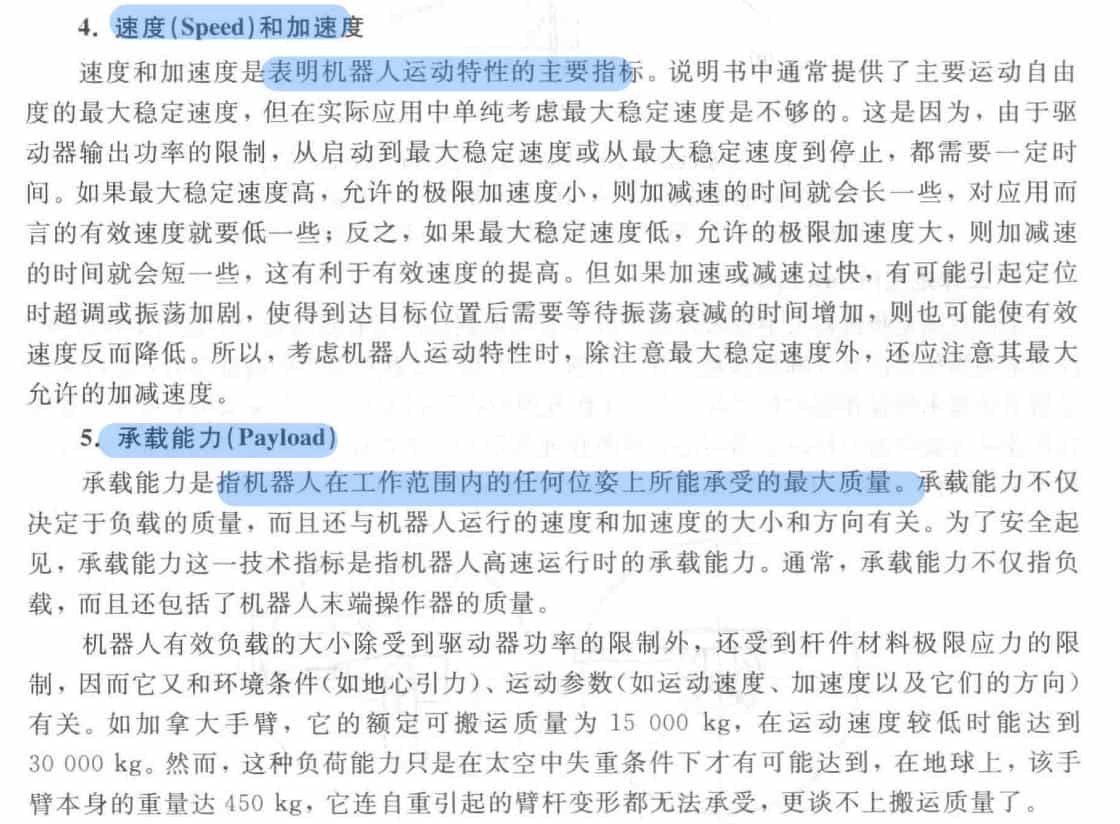 4. 速度(Speed)和加速度
速度和加速度是表明机器人运动特性的主要指标。说明书中通常提供了主要运动自由
度的最大稳定速度，但在实际应用中单纯考虑最大稳定速度是不够的。这是因为，由于驱
动器输出功率的限制，从启动到最大稳定速度或从最大稳定速度到停止，都需要一定时
间。如果最大稳定速度高，允许的极限加速度小，则加减速的时间就会长一些，对应用而
言的有效速度就要低一些；反之，如果最大稳定速度低，允许的极限加速度大，则加减速
的时间就会短一些，这有利于有效速度的提高。但如果加速或减速过快，有可能引起定位
时超调或振荡加剧，使得到达目标位置后需要等待振荡衰减的时间增加，则也可能使有效
速度反而降低。所以，考虑机器人运动特性时，除注意最大稳定速度外，还应注意其最大
允许的加减速度。
5. 承载能力(Payload)
承载能力是指机器人在工作范围内的任何位姿上所能承受的最大质量。承载能力不仅
决定于负载的质量，而且还与机器人运行的速度和加速度的大小和方向有关。为了安全起
见，承载能力这一技术指标是指机器人高速运行时的承载能力。通常，承载能力不仅指负
载，而且还包括了机器人末端操作器的质量。
机器人有效负载的大小除受到驱动器功率的限制外，还受到杆件材料极限应力的限
制，因而它又和环境条件(如地心引力)、运动参数(如运动速度、加速度以及它们的方向)
有关。如加拿大手臂，它的额定可搬运质量为 15 000 kg，在运动速度较低时能达到
30 000 kg。然而，这种负荷能力只是在太空中失重条件下才有可能达到，在地球上，该手
臂本身的重量达 450 kg，它连自重引起的臂杆变形都无法承受，更谈不上搬运质量了。